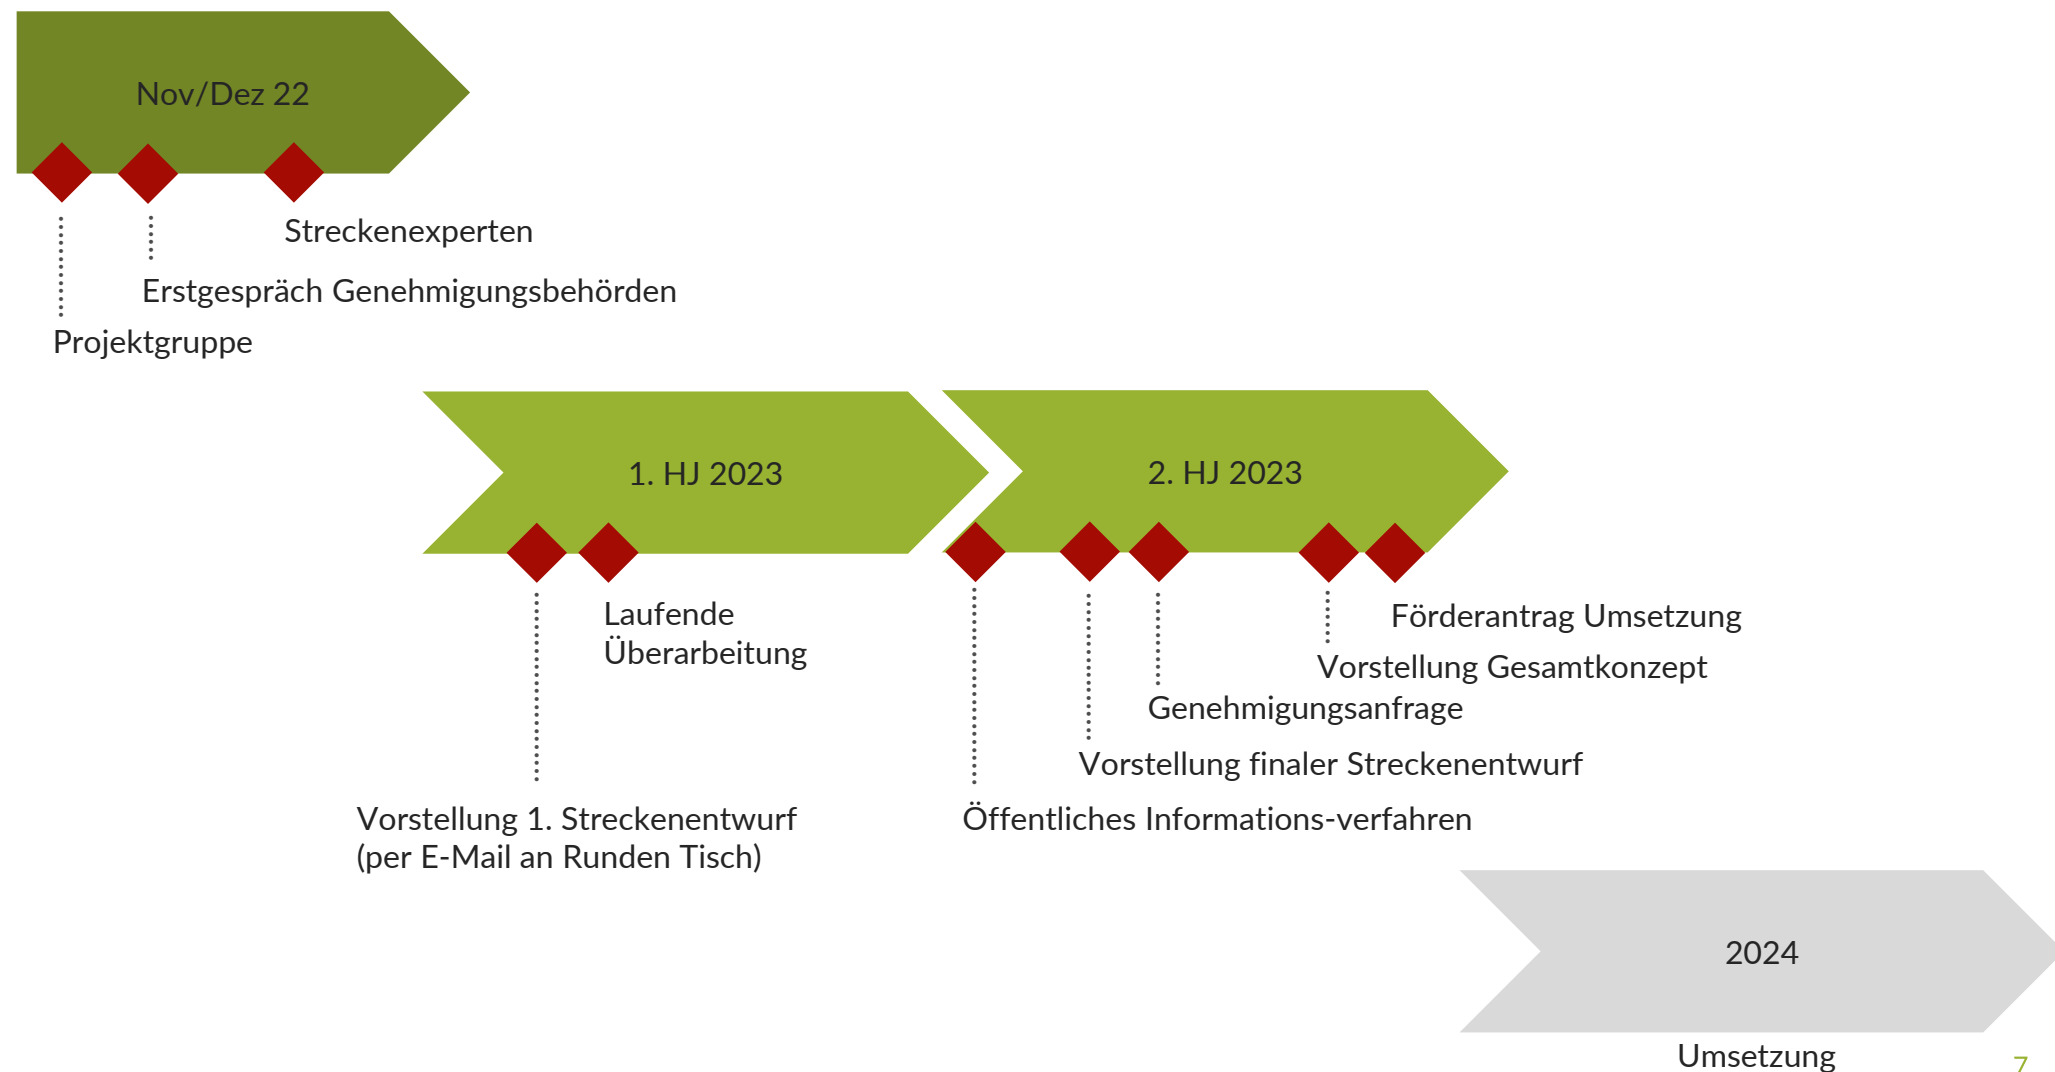 Nov/Dez 22
Streckenexperten
Erstgespräch Genehmigungsbehörden
Projektgruppe
1. HJ 2023
2. HJ 2023
Laufende
Überarbeitung
Vorstellung 1. Streckenentwurf
(per E-Mail an Runden Tisch)
Förderantrag Umsetzung
Vorstellung Gesamtkonzept
Genehmigungsanfrage
Vorstellung finaler Streckenentwurf
Öffentliches Informations-verfahren
2024
Umsetzung
7